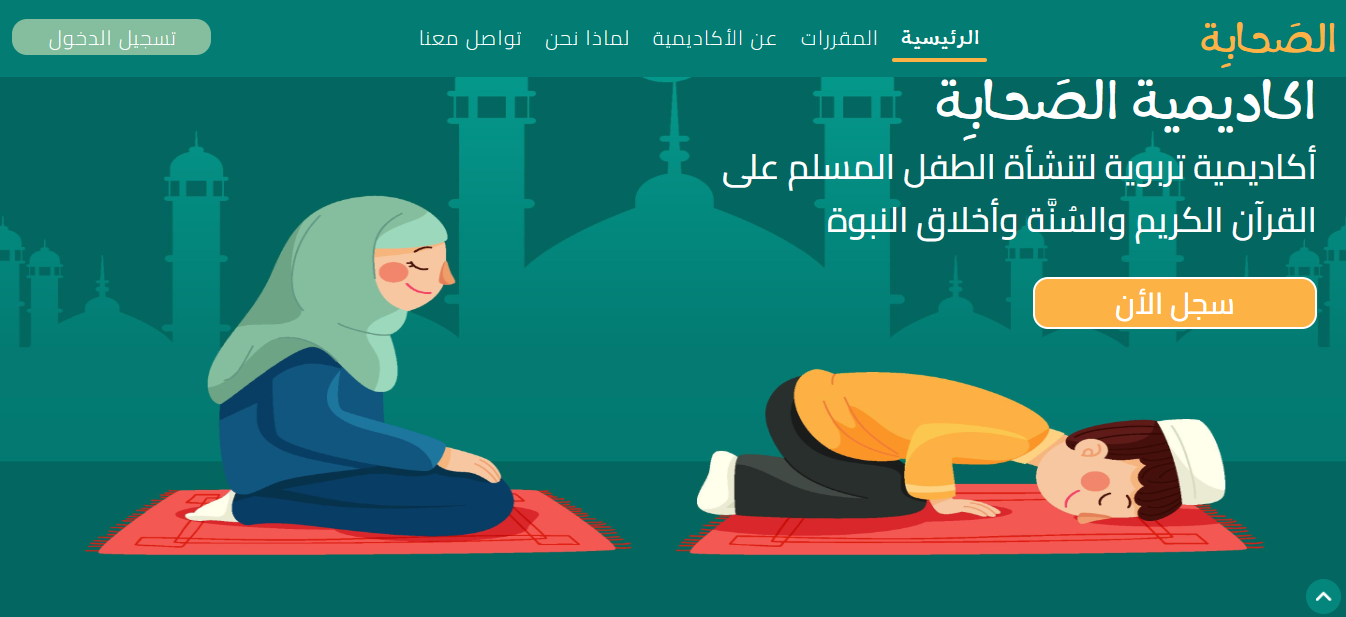 الصَحابِة
الرئيسية
المقررات
عن الأكاديمية
لماذا نحن
تواصل معنا
تسجيل الدخول
اكاديمية الصَحابِة
أكاديمية تربوية لتنشأة الطفل المسلم على
القرآن الكريم والسُنَّة وأخلاق النبوة
سجل الأن